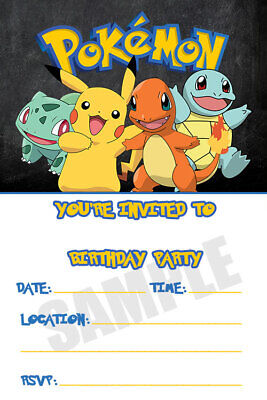 POKéMON
YOU'RE INVITED TO
BIRTHDAY PARTY
DATE: TIME:
LOCATION:
RSVP:
SAMPLE